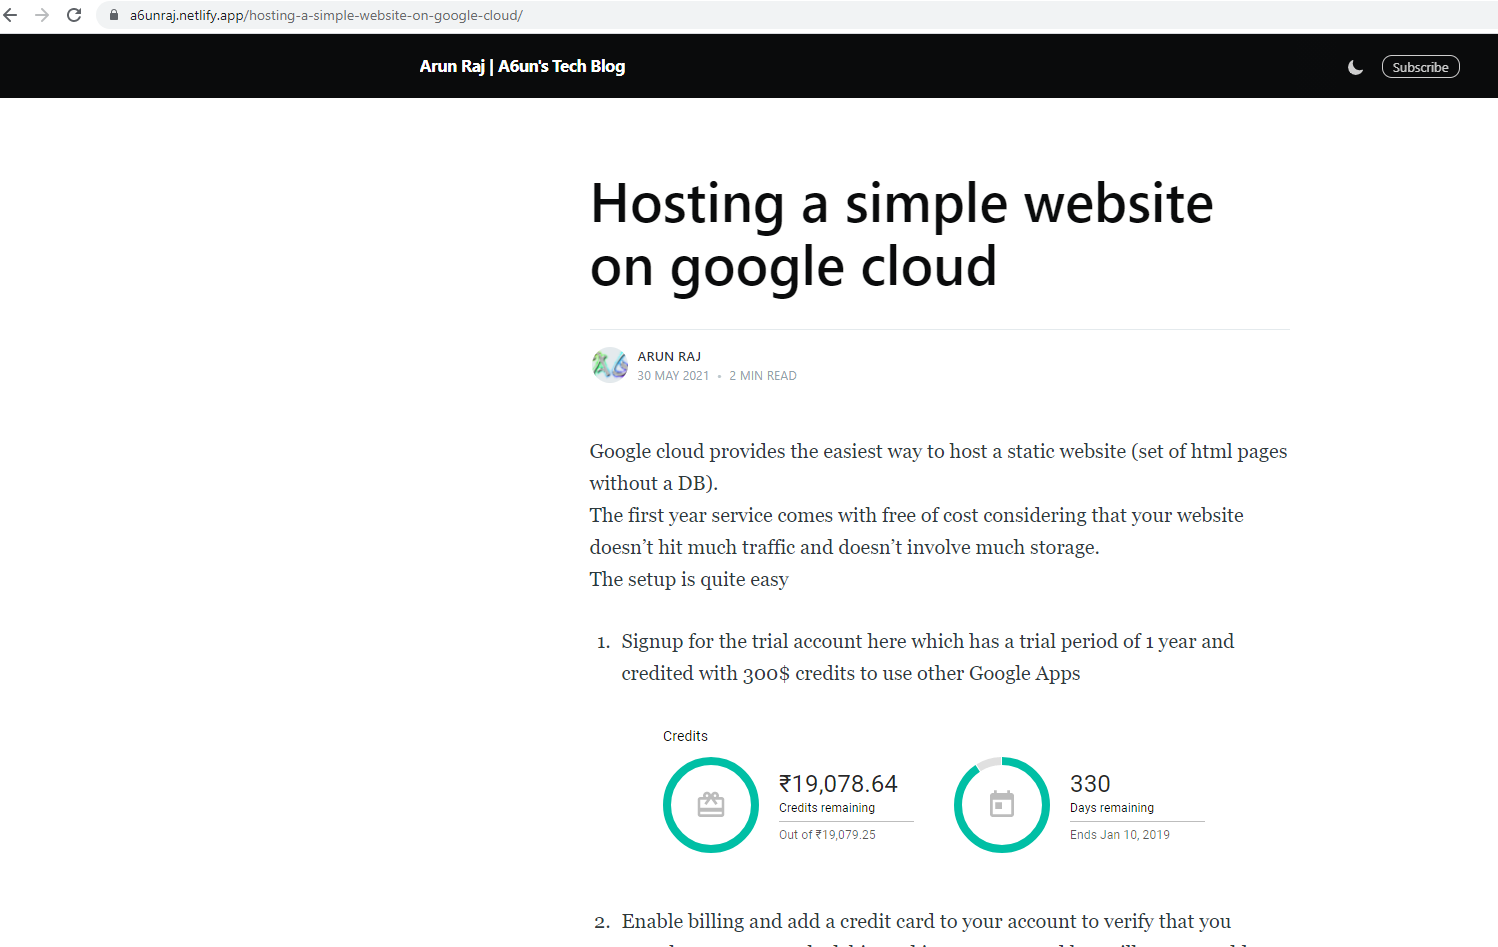 a6unraj.netlify.app/hosting-a-simple-website-on-google-cloud/
Arun Raj | A6un's Tech Blog
Subscribe
Hosting a simple website
on google cloud
A6
ARUN RAJ
30 MAY 2021 • 2 MIN READ
Google cloud provides the easiest way to host a static website (set of html pages
without a DB).
The first year service comes with free of cost considering that your website
doesn’t hit much traffic and doesn’t involve much storage.
The setup is quite easy
1. Signup for the trial account here which has a trial period of 1 year and
credited with 300$ credits to use other Google Apps
Credits
₹19,078.64
Credits remaining
Out of ₹19,079.25
330
Days remaining
Ends Jan 10, 2019
2. Enable billing and add a credit card to your account to verify that you